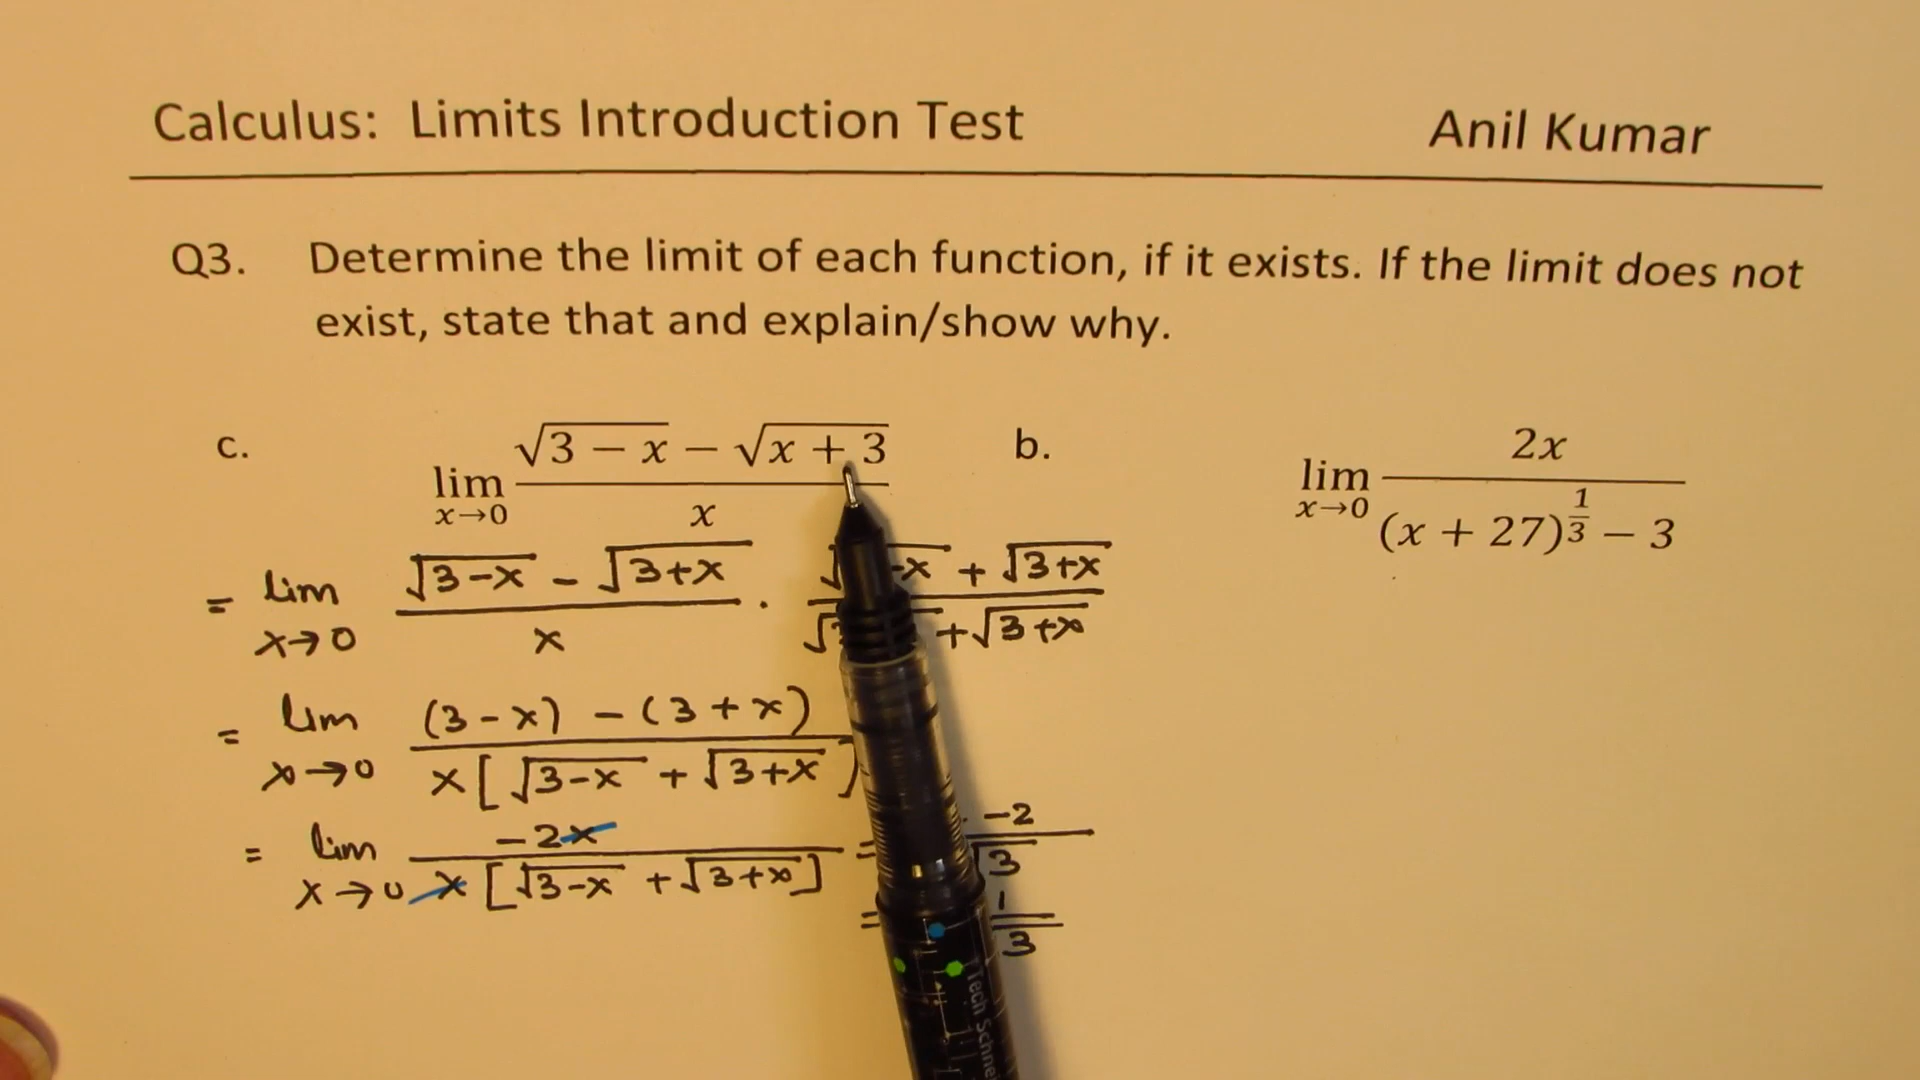 Calculus: Limits Introduction Test Anil Kumar
Q3. Determine the limit of each function, if it exists. If the limit does not
exist, state that and explain/show why.
c. lim x→0 (√(3 − x) − √(x + 3)) / x
b. lim x→0 2x / ((x + 27)^(1/3) − 3)
= lim x→0 (√(3-x) - √(3+x)) / x · -x + √(3+x) / + √(3+x)
= lim x→0 ((3-x) - (3+x)) / x[√(3-x) + √(3+x)
= lim x→0 -2x / x[√(3-x) + √(3+x)] = -2 / √3
= - / 3
Tech Schnei